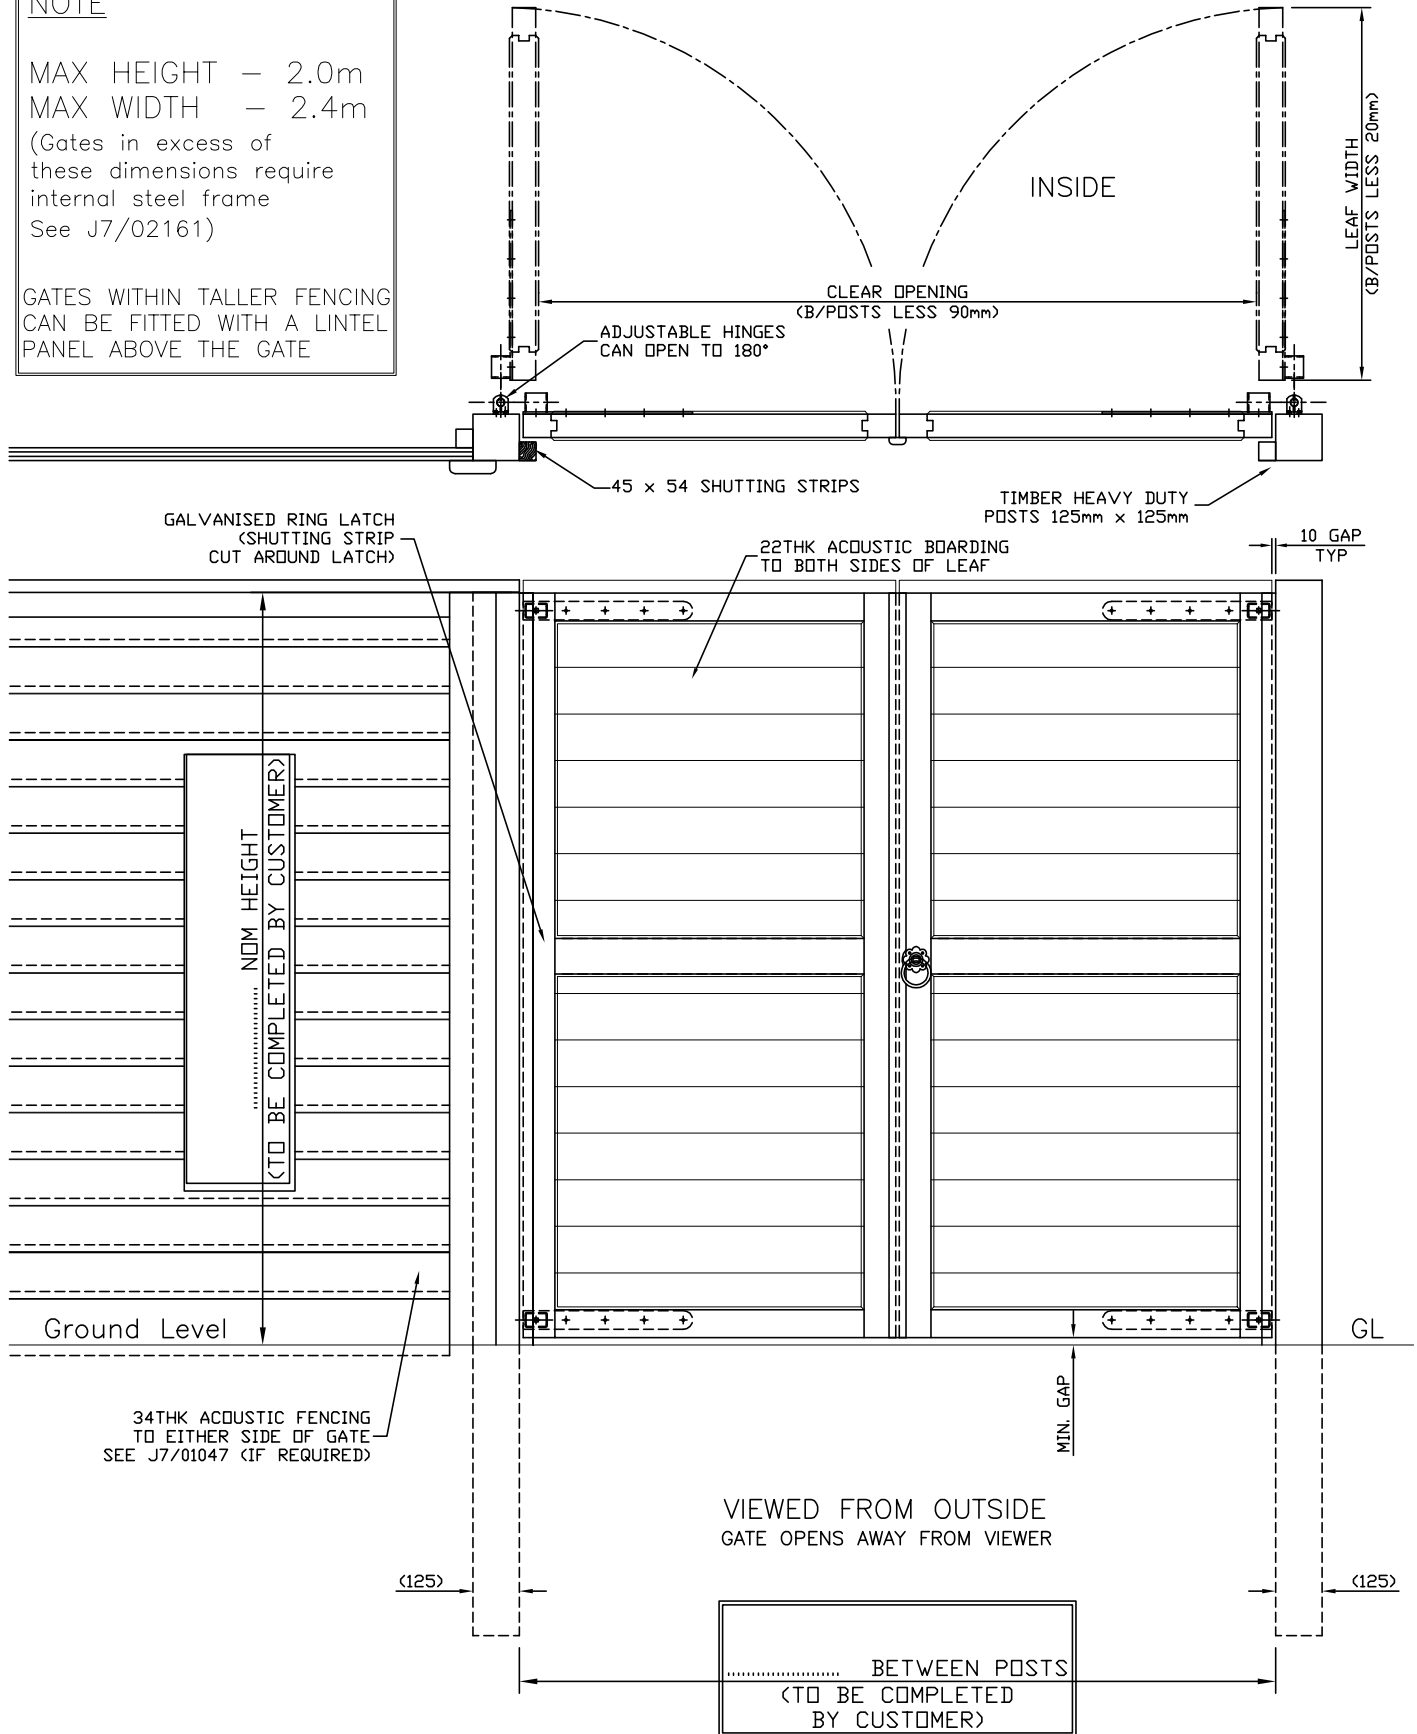 NOTE
MAX HEIGHT - 2.0m
MAX WIDTH - 2.4m
(Gates in excess of
these dimensions require
internal steel frame
See J7/02161)
GATES WITHIN TALLER FENCING
CAN BE FITTED WITH A LINTEL
PANEL ABOVE THE GATE
INSIDE
LEAF WIDTH
(B/POSTS LESS 20mm)
CLEAR OPENING
(B/POSTS LESS 90mm)
ADJUSTABLE HINGES
CAN OPEN TO 180°
45 x 54 SHUTTING STRIPS
TIMBER HEAVY DUTY
POSTS 125mm x 125mm
GALVANISED RING LATCH
(SHUTTING STRIP
CUT AROUND LATCH)
22THK ACOUSTIC BOARDING
TO BOTH SIDES OF LEAF
10 GAP
TYP
NOM HEIGHT
(TO BE COMPLETED BY CUSTOMER)
Ground Level
GL
34THK ACOUSTIC FENCING
TO EITHER SIDE OF GATE
SEE J7/01047 (IF REQUIRED)
MIN. GAP
VIEWED FROM OUTSIDE
GATE OPENS AWAY FROM VIEWER
(125)
(125)
........................ BETWEEN POSTS
(TO BE COMPLETED
BY CUSTOMER)